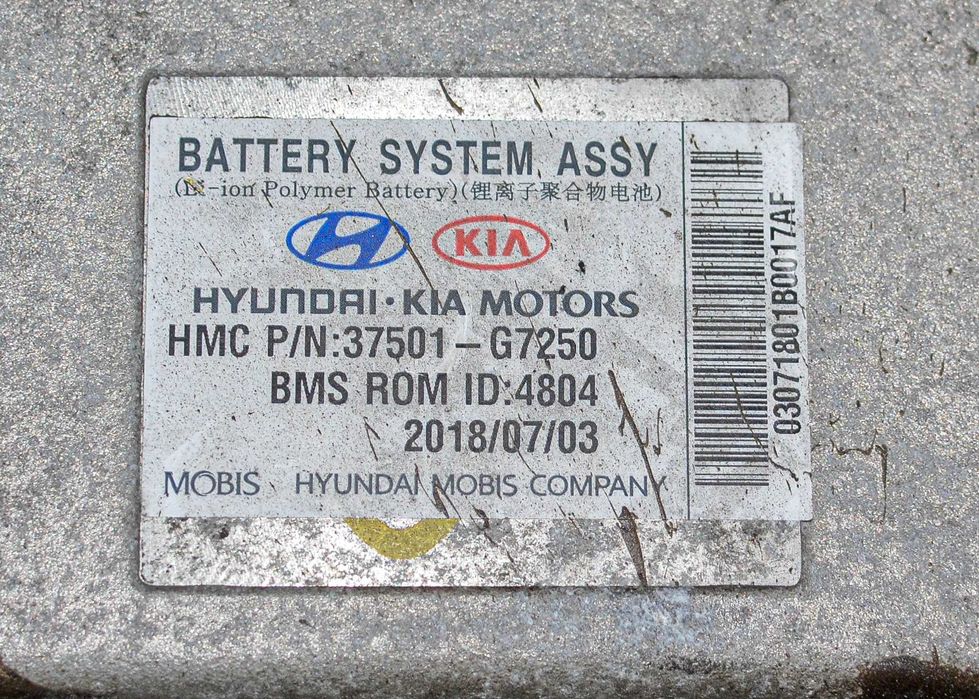 BATTERY SYSTEM ASSY
(Li-ion Polymer Battery)(锂离子聚合物电池)
KIA
HYUNDAI·KIA MOTORS
HMC P/N:37501-G7250
BMS ROM ID:4804
2018/07/03
MOBIS HYUNDAI MOBIS COMPANY
03071801B0017AF